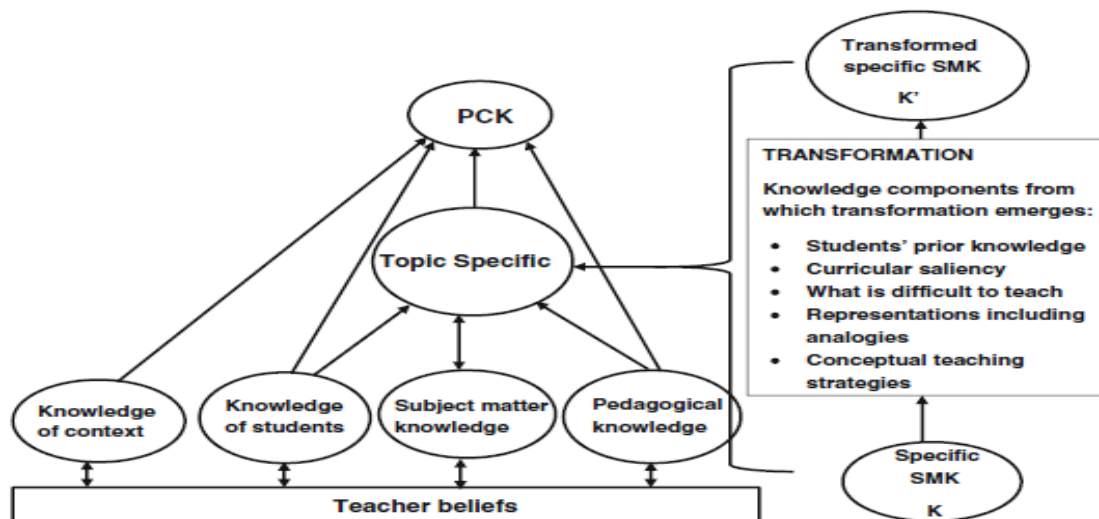 Transformed
specific SMK
K'
PCK
TRANSFORMATION
Knowledge components from
which transformation emerges:
• Students' prior knowledge
• Curricular saliency
• What is difficult to teach
• Representations including
analogies
• Conceptual teaching
strategies
Topic Specific
Knowledge
of context
Knowledge
of students
Subject matter
knowledge
Pedagogical
knowledge
Specific
SMK
K
Teacher beliefs